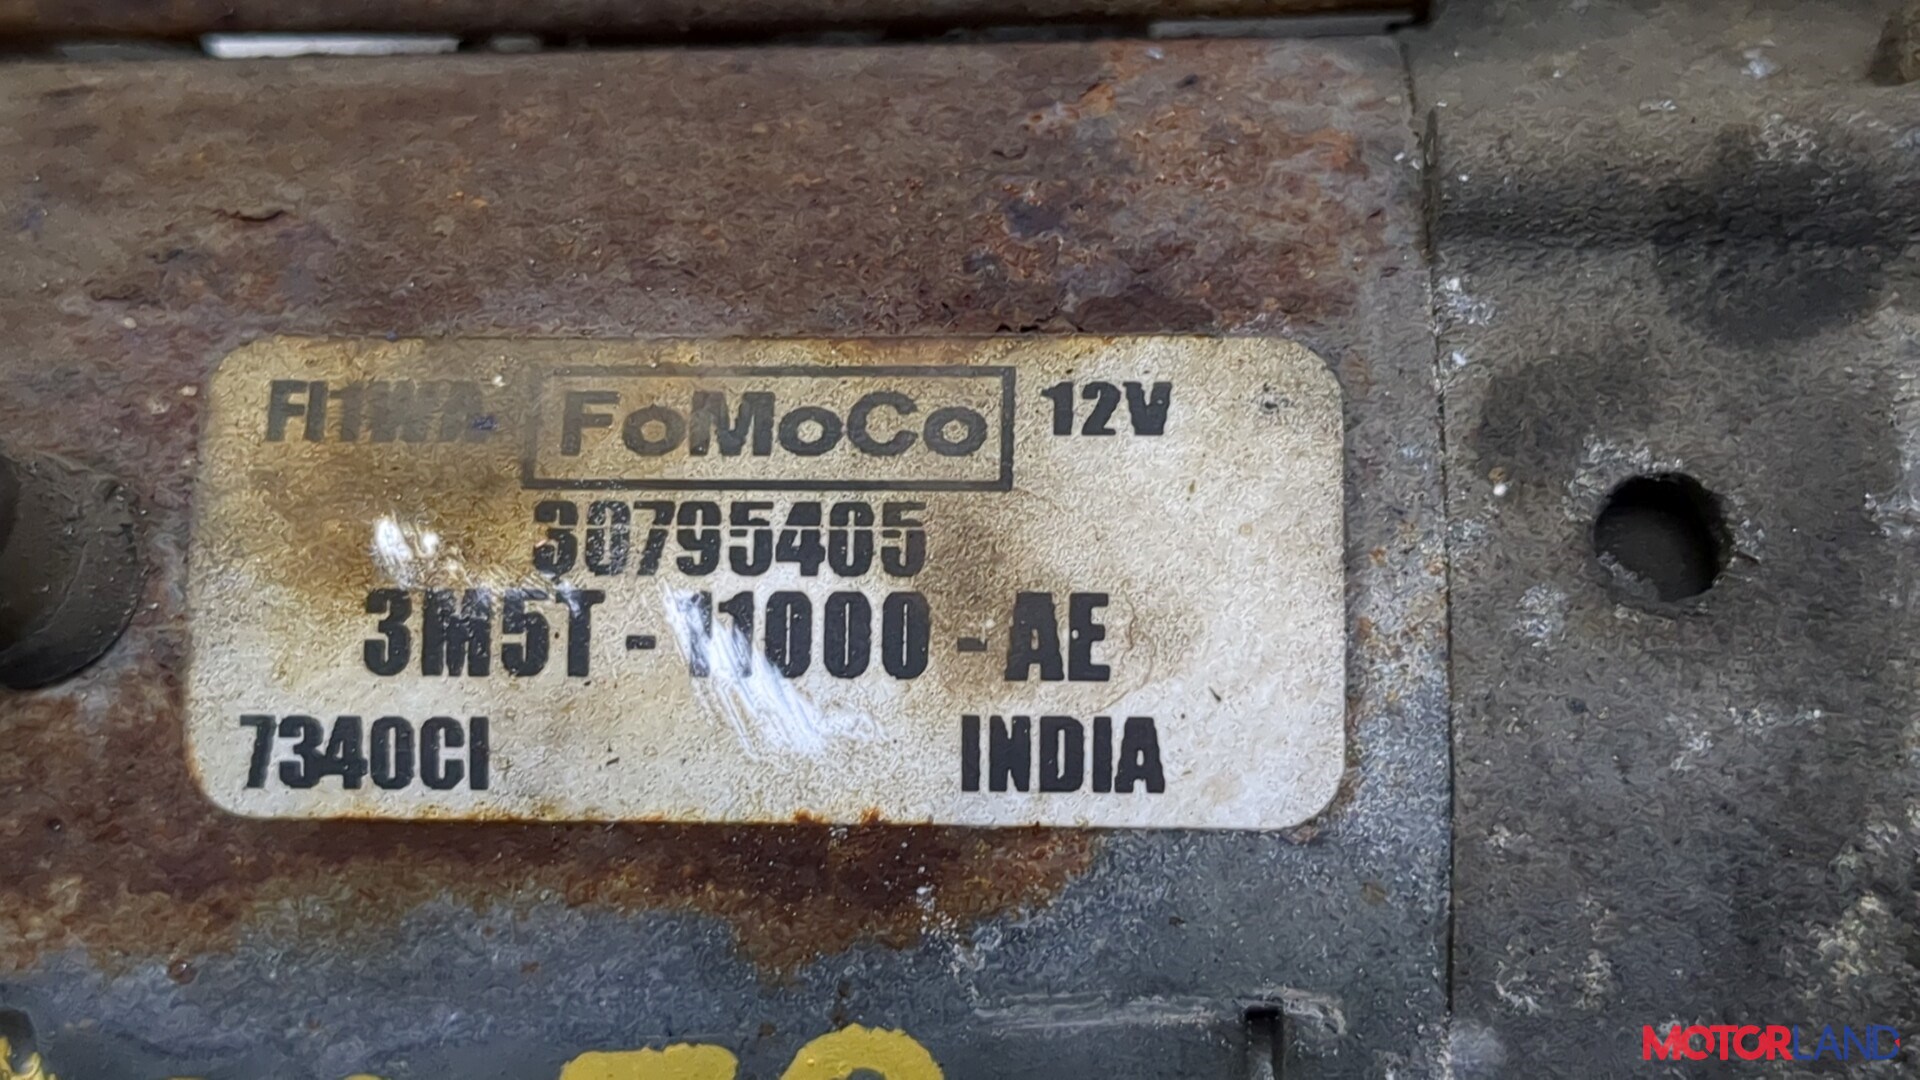 FoMoCo 12V
30795405
3M5T - 11000 - AE
7340CI INDIA
MOTORLAND